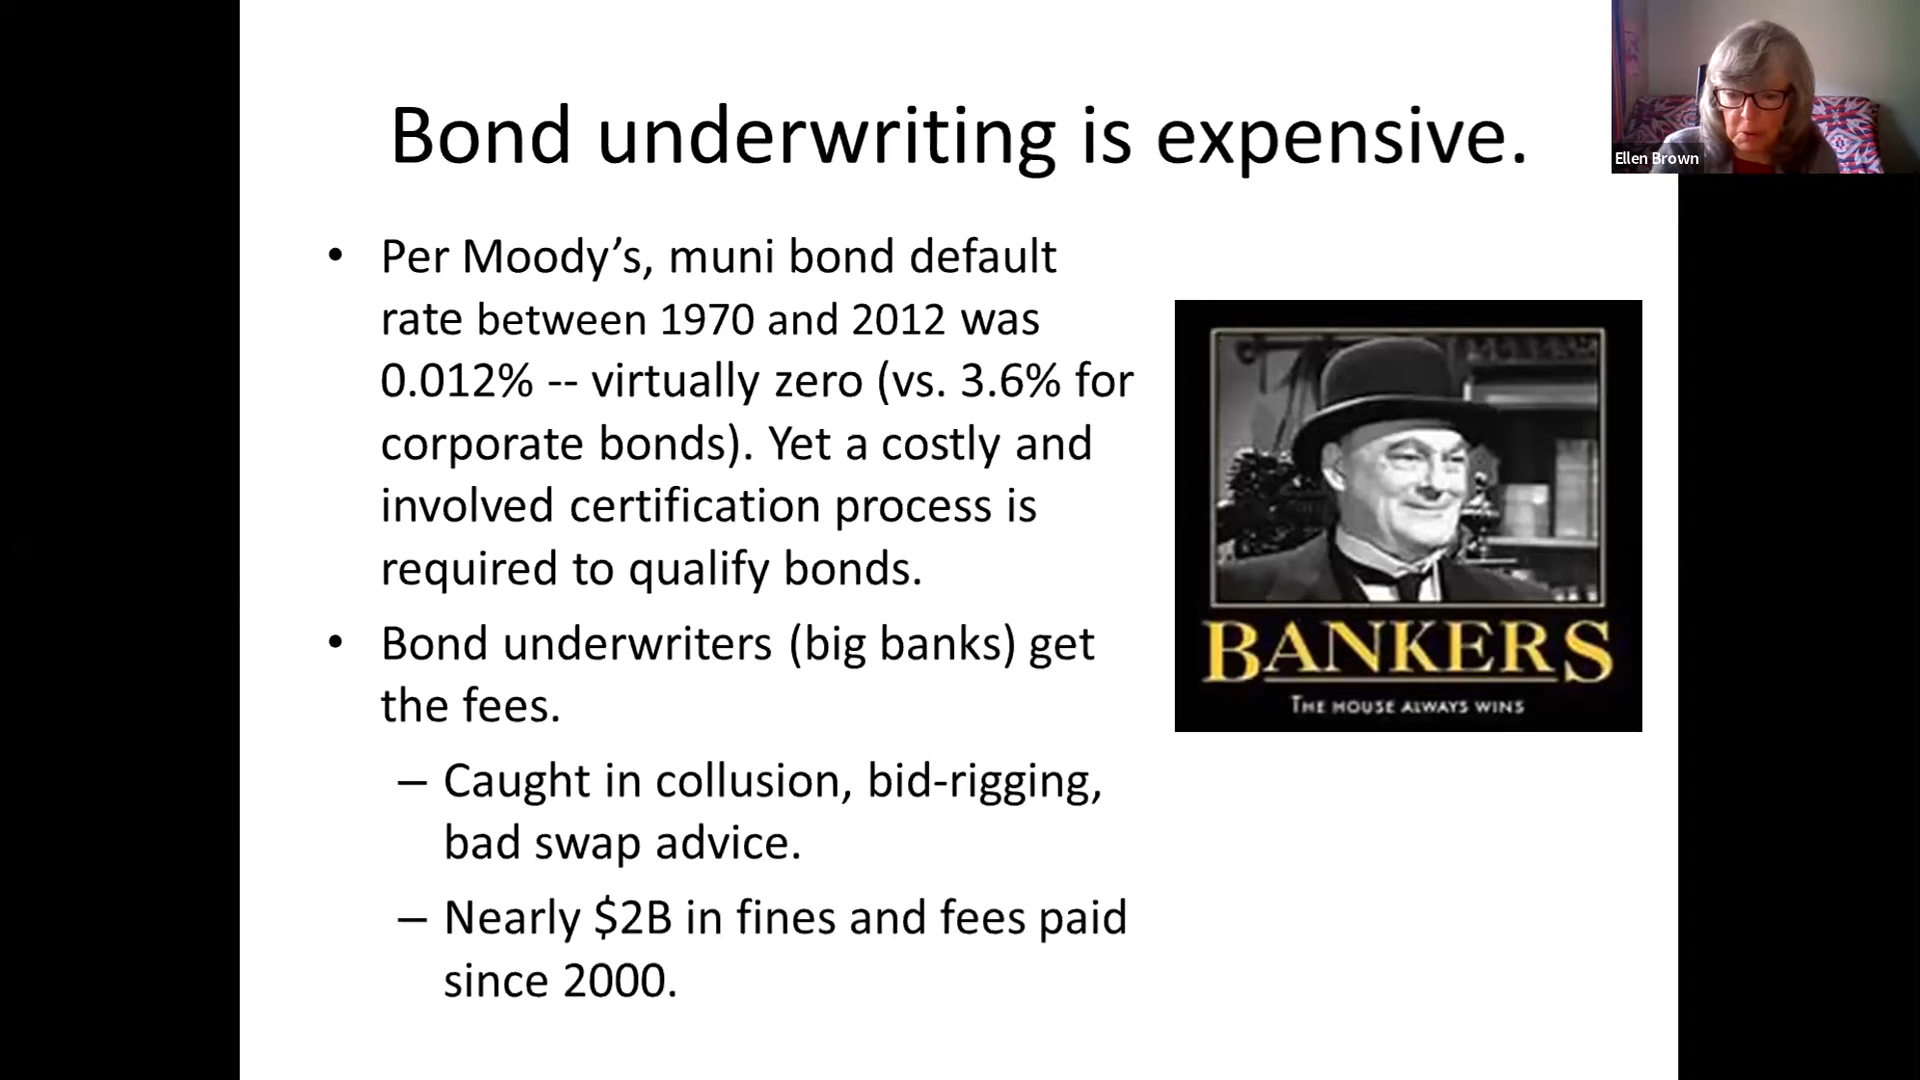 Bond underwriting is expensive.
Ellen Brown
• Per Moody’s, muni bond default
rate between 1970 and 2012 was
0.012% -- virtually zero (vs. 3.6% for
corporate bonds). Yet a costly and
involved certification process is
required to qualify bonds.
• Bond underwriters (big banks) get
the fees.
– Caught in collusion, bid-rigging,
bad swap advice.
– Nearly $2B in fines and fees paid
since 2000.
BANKERS
THE HOUSE ALWAYS WINS